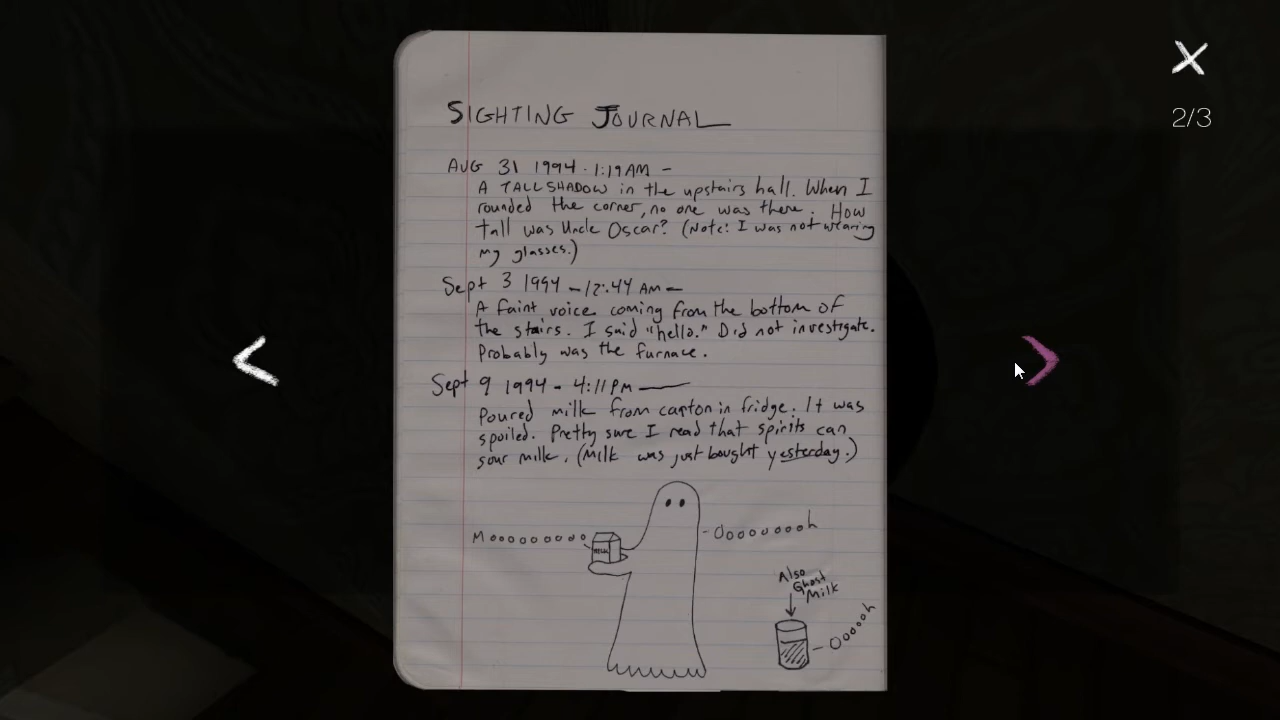 2/3
SIGHTING JOURNAL
AUG 31 1994 - 1:19 AM -
A TALL SHADOW in the upstairs hall. When I
rounded the corner, no one was there. How
tall was Uncle Oscar? (Note: I was not wearing
my glasses.)
Sept 3 1994 - 12:44 AM -
A faint voice coming from the bottom of
the stairs. I said "hello." Did not investigate.
Probably was the furnace.
Sept 9 1994 - 4:11 PM -
Poured milk from carton in fridge. It was
spoiled. Pretty sure I read that spirits can
sour milk. (Milk was just bought yesterday.)
Mooooooooo
MILK
- Ooooooooh
Also
Ghost
Milk
- Oooooh